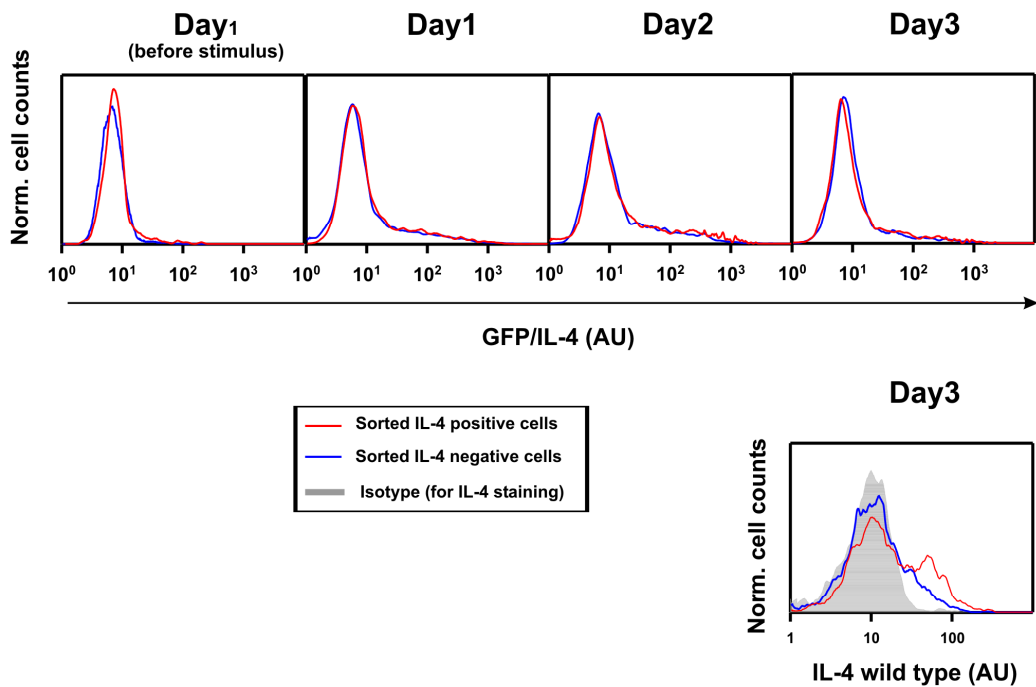 Day1 Day1 Day2 Day3
(before stimulus)
Norm. cell counts
10⁰ 10¹ 10² 10³ 10⁰ 10¹ 10² 10³ 10⁰ 10¹ 10² 10³ 10⁰ 10¹ 10² 10³
GFP/IL-4 (AU)
Sorted IL-4 positive cells
Sorted IL-4 negative cells
Isotype (for IL-4 staining)
Day3
Norm. cell counts
1 10 100
IL-4 wild type (AU)